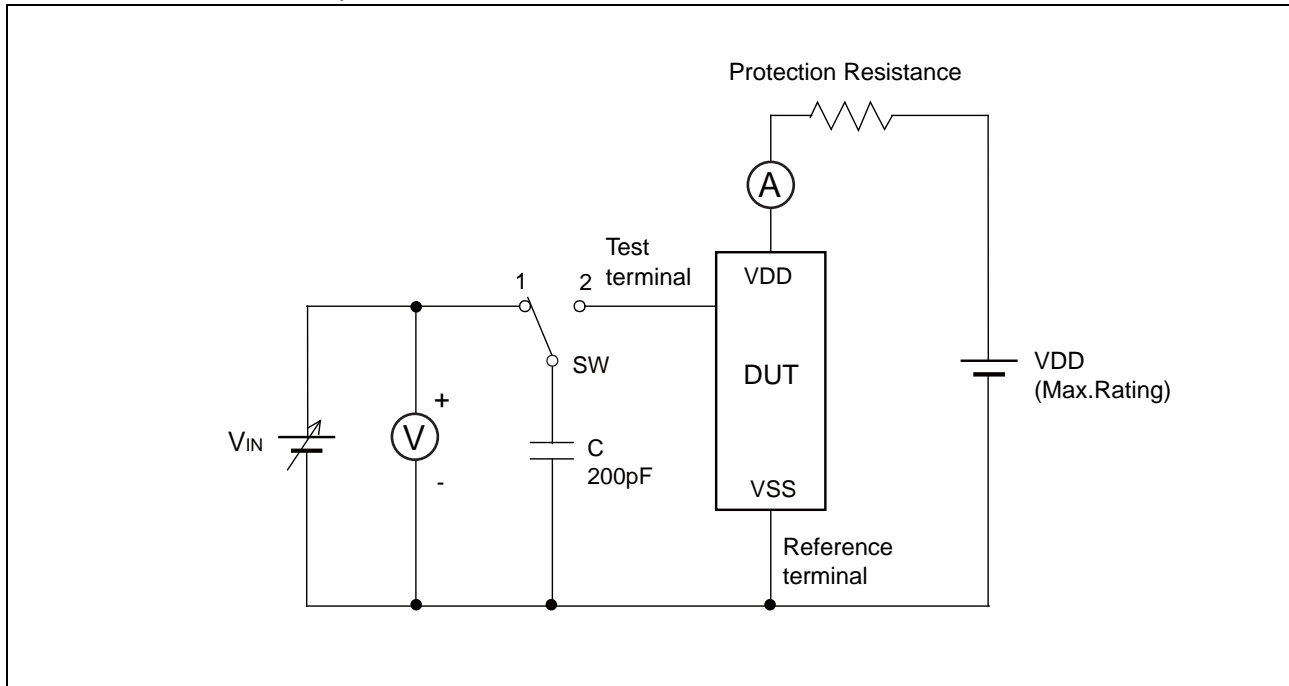 Protection Resistance
A
Test
terminal
VDD
1
2
SW
DUT
VDD
(Max.Rating)
VIN
+
V
-
C
200pF
VSS
Reference
terminal